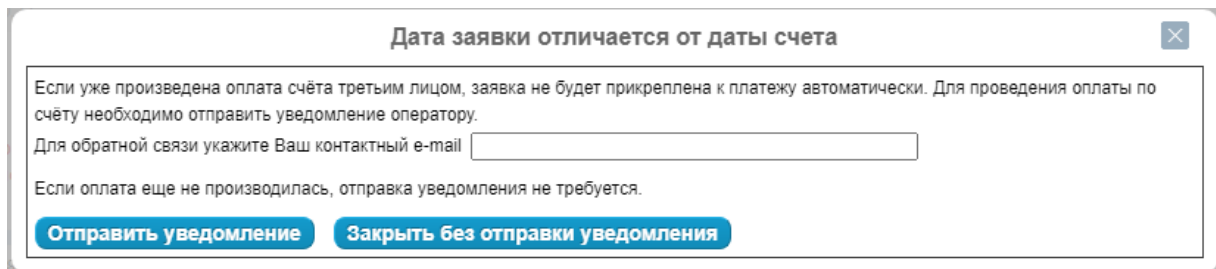 Дата заявки отличается от даты счета
Если уже произведена оплата счёта третьим лицом, заявка не будет прикреплена к платежу автоматически. Для проведения оплаты по
счёту необходимо отправить уведомление оператору.
Для обратной связи укажите Ваш контактный e-mail
Если оплата еще не производилась, отправка уведомления не требуется.
Отправить уведомление Закрыть без отправки уведомления